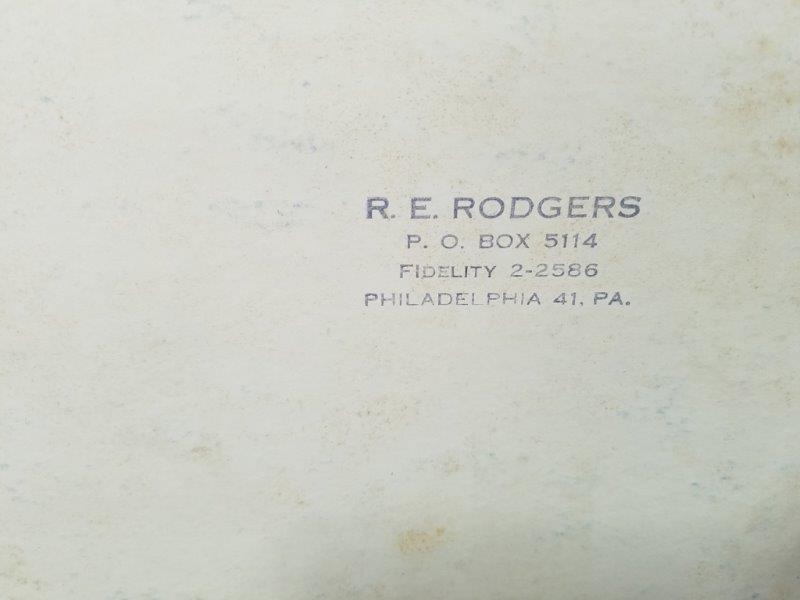 R. E. RODGERS
P. O. BOX 5114
FIDELITY 2-2586
PHILADELPHIA 41, PA.